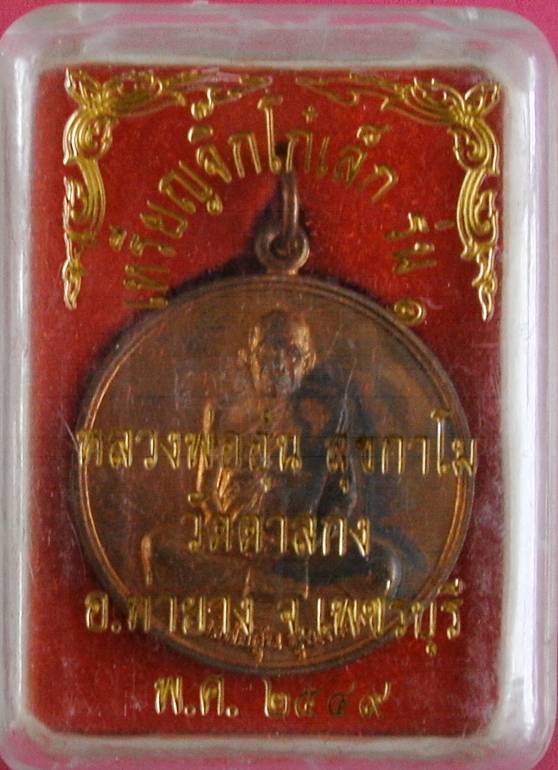 เหรียญจิ๊กโก๋เล็ก รุ่น ๑
หลวงพ่ออุ้น สุขกาโม
วัดตาลกง
อ.ท่ายาง จ.เพชรบุรี
พ.ศ. ๒๕๔๙